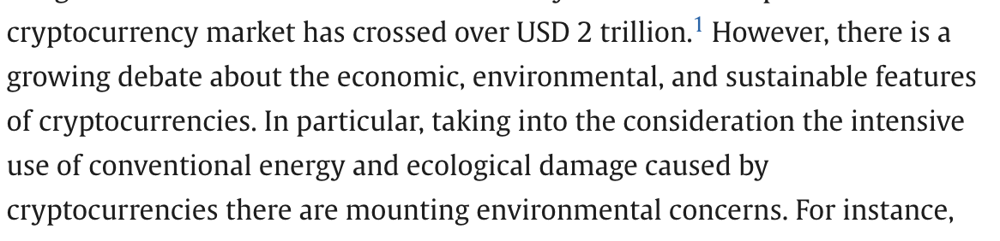 cryptocurrency market has crossed over USD 2 trillion.1 However, there is a
growing debate about the economic, environmental, and sustainable features
of cryptocurrencies. In particular, taking into the consideration the intensive
use of conventional energy and ecological damage caused by
cryptocurrencies there are mounting environmental concerns. For instance,